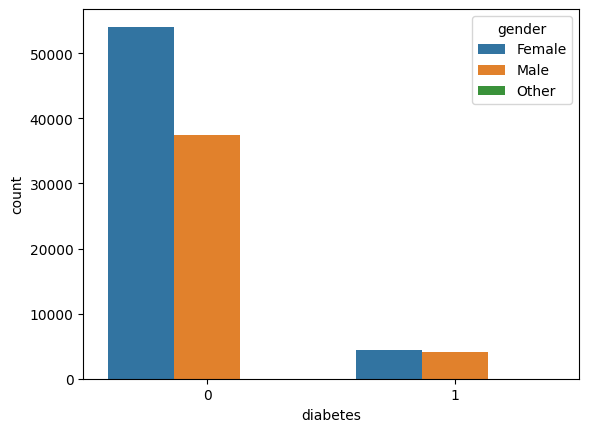 gender
Female
Male
Other
50000
40000
30000
20000
10000
0
count
0 1
diabetes